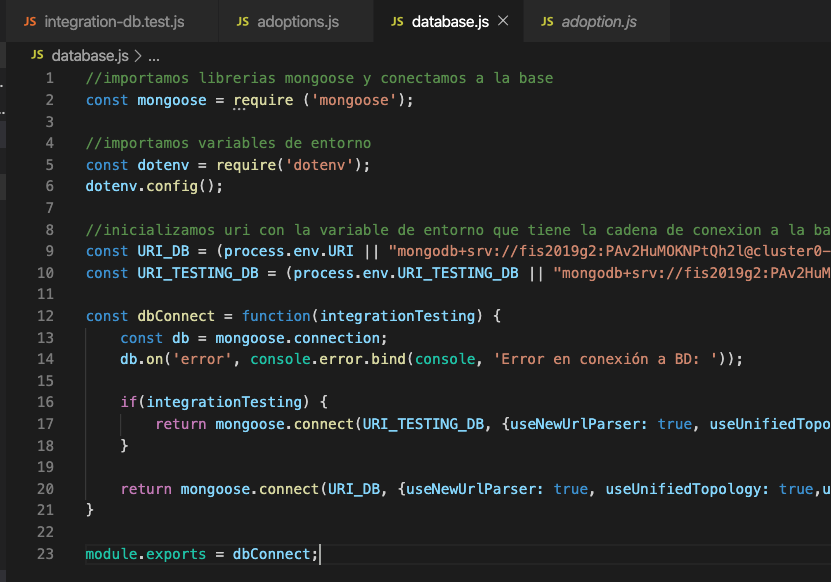 JS integration-db.test.js JS adoptions.js JS database.js × JS adoption.js
JS database.js > ...
1 //importamos librerias mongoose y conectamos a la base
2 const mongoose = require ('mongoose');
3
4 //importamos variables de entorno
5 const dotenv = require('dotenv');
6 dotenv.config();
7
8 //inicializamos uri con la variable de entorno que tiene la cadena de conexion a la ba
9 const URI_DB = (process.env.URI || "mongodb+srv://fis2019g2:PAv2HuMOKNPtQh2l@cluster0-
10 const URI_TESTING_DB = (process.env.URI_TESTING_DB || "mongodb+srv://fis2019g2:PAv2HuM
11
12 const dbConnect = function(integrationTesting) {
13 const db = mongoose.connection;
14 db.on('error', console.error.bind(console, 'Error en conexión a BD: '));
15
16 if(integrationTesting) {
17 return mongoose.connect(URI_TESTING_DB, {useNewUrlParser: true, useUnifiedTopo
18 }
19
20 return mongoose.connect(URI_DB, {useNewUrlParser: true, useUnifiedTopology: true,u
21 }
22
23 module.exports = dbConnect;